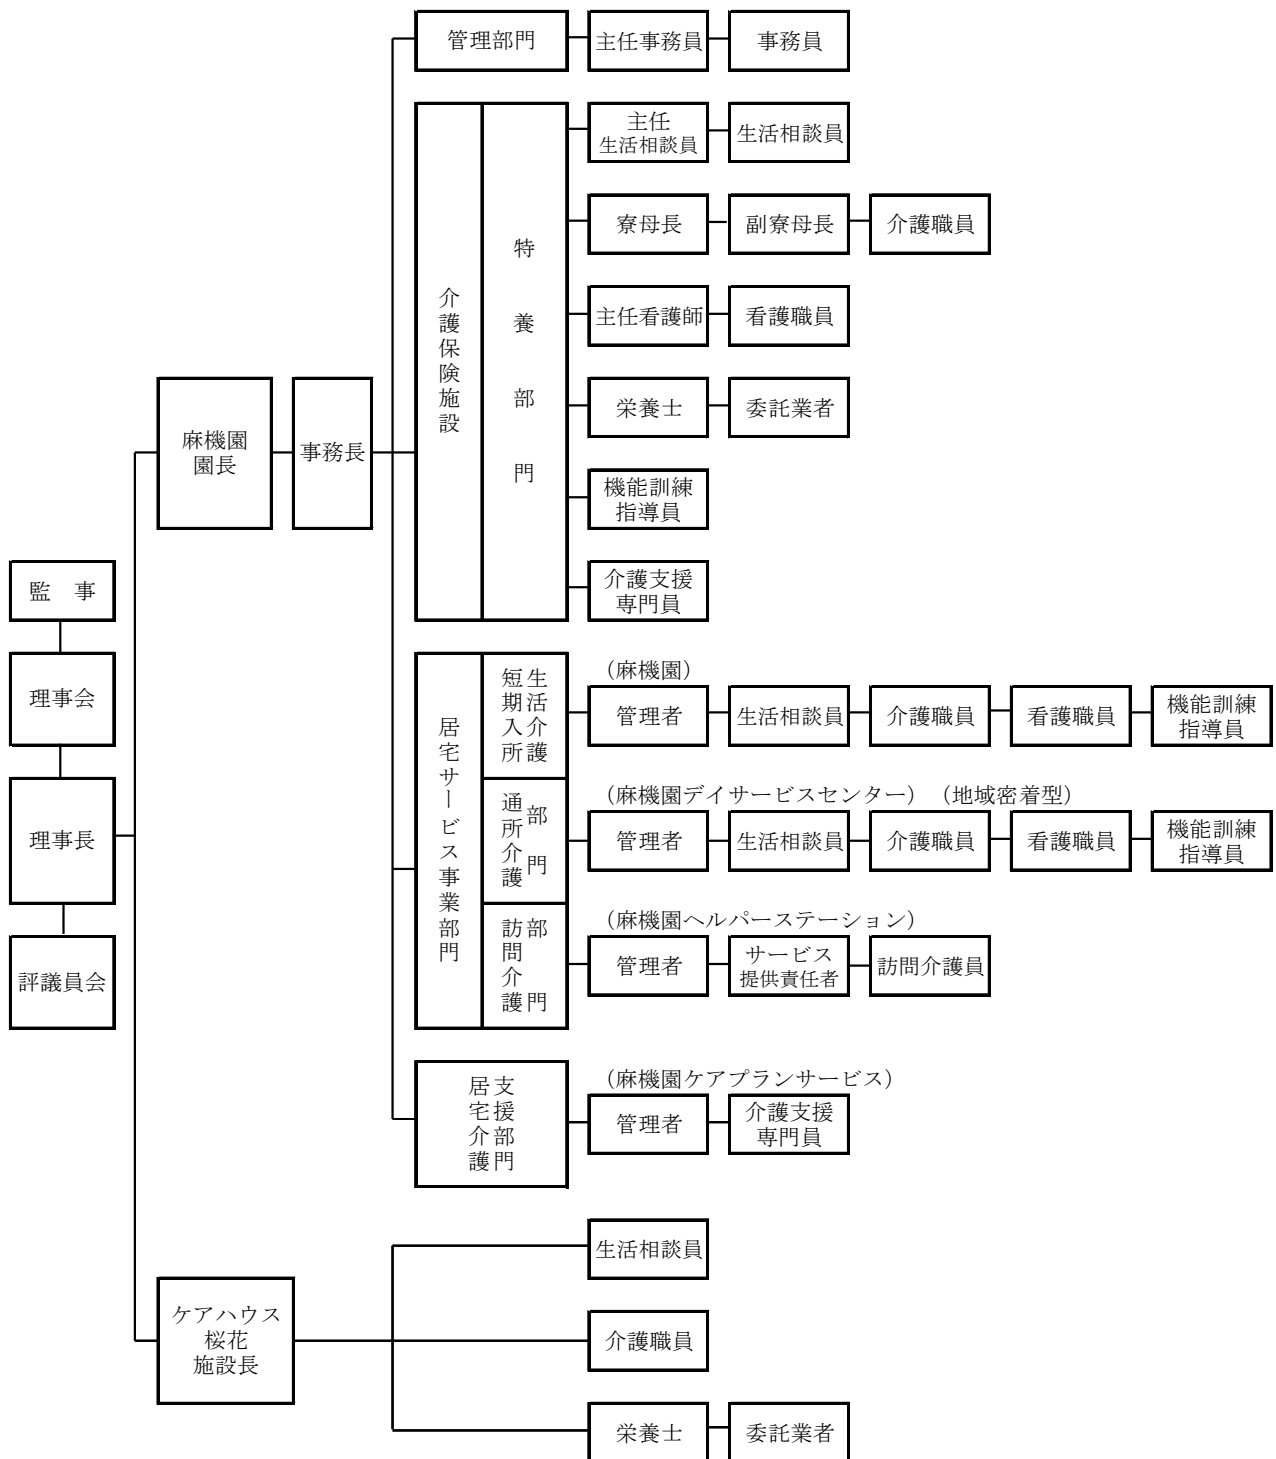 管理部門
主任事務員
事務員
介護保険施設
特養部門
主任
生活相談員
生活相談員
寮母長
副寮母長
介護職員
主任看護師
看護職員
栄養士
委託業者
機能訓練
指導員
介護支援
専門員
麻機園
園長
事務長
監　事
理事会
理事長
評議員会
居宅サービス事業部門
短期入所
生活介護
（麻機園）
管理者
生活相談員
介護職員
看護職員
機能訓練
指導員
通所介護
部門
（麻機園デイサービスセンター）（地域密着型）
管理者
生活相談員
介護職員
看護職員
機能訓練
指導員
訪問介護
部門
（麻機園ヘルパーステーション）
管理者
サービス
提供責任者
訪問介護員
居宅介護
支援部門
（麻機園ケアプランサービス）
管理者
介護支援
専門員
ケアハウス
桜花
施設長
生活相談員
介護職員
栄養士
委託業者